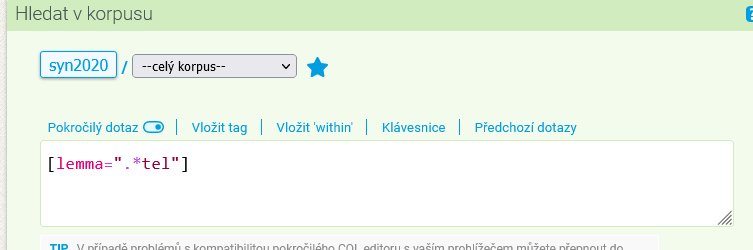 Hledat v korpusu
syn2020 / --celý korpus--
Pokročilý dotaz | Vložit tag | Vložit 'within' | Klávesnice | Předchozí dotazy
[lemma=".*tel"]
TIP V případě problémů s kompatibilitou pokročilého CQL editoru s vaším prohlížečem můžete přepnout do